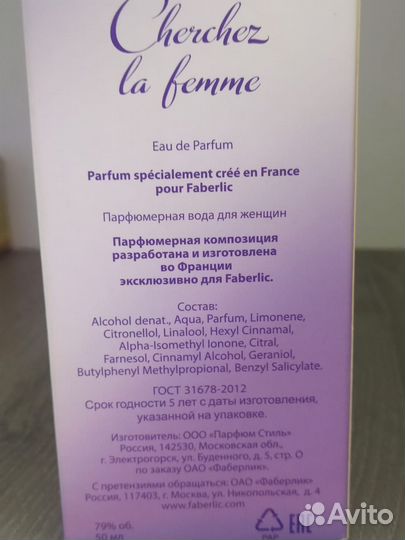 Cherchez
la femme
Eau de Parfum
Parfum spécialement créé en France
pour Faberlic
Парфюмерная вода для женщин
Парфюмерная композиция
разработана и изготовлена
во Франции
эксклюзивно для Faberlic.
Состав:
Alcohol denat., Aqua, Parfum, Limonene,
Citronellol, Linalool, Hexyl Cinnamal,
Alpha-Isomethyl Ionone, Citral,
Farnesol, Cinnamyl Alcohol, Geraniol,
Butylphenyl Methylpropional, Benzyl Salicylate.
ГОСТ 31678-2012
Срок годности 5 лет с даты изготовления,
указанной на упаковке.
Изготовитель: ООО «Парфюм Стиль»
Россия, 142530, Московская обл.,
г. Электрогорск, ул. Буденного, д. 5, стр. О
по заказу ОАО «Фаберлик»
С претензиями обращаться: ОАО «Фаберлик»
Россия, 117403, г. Москва, ул. Никопольская, д. 4
www.faberlic.com
79% об.
50 мл
PAP
EAC
Avito